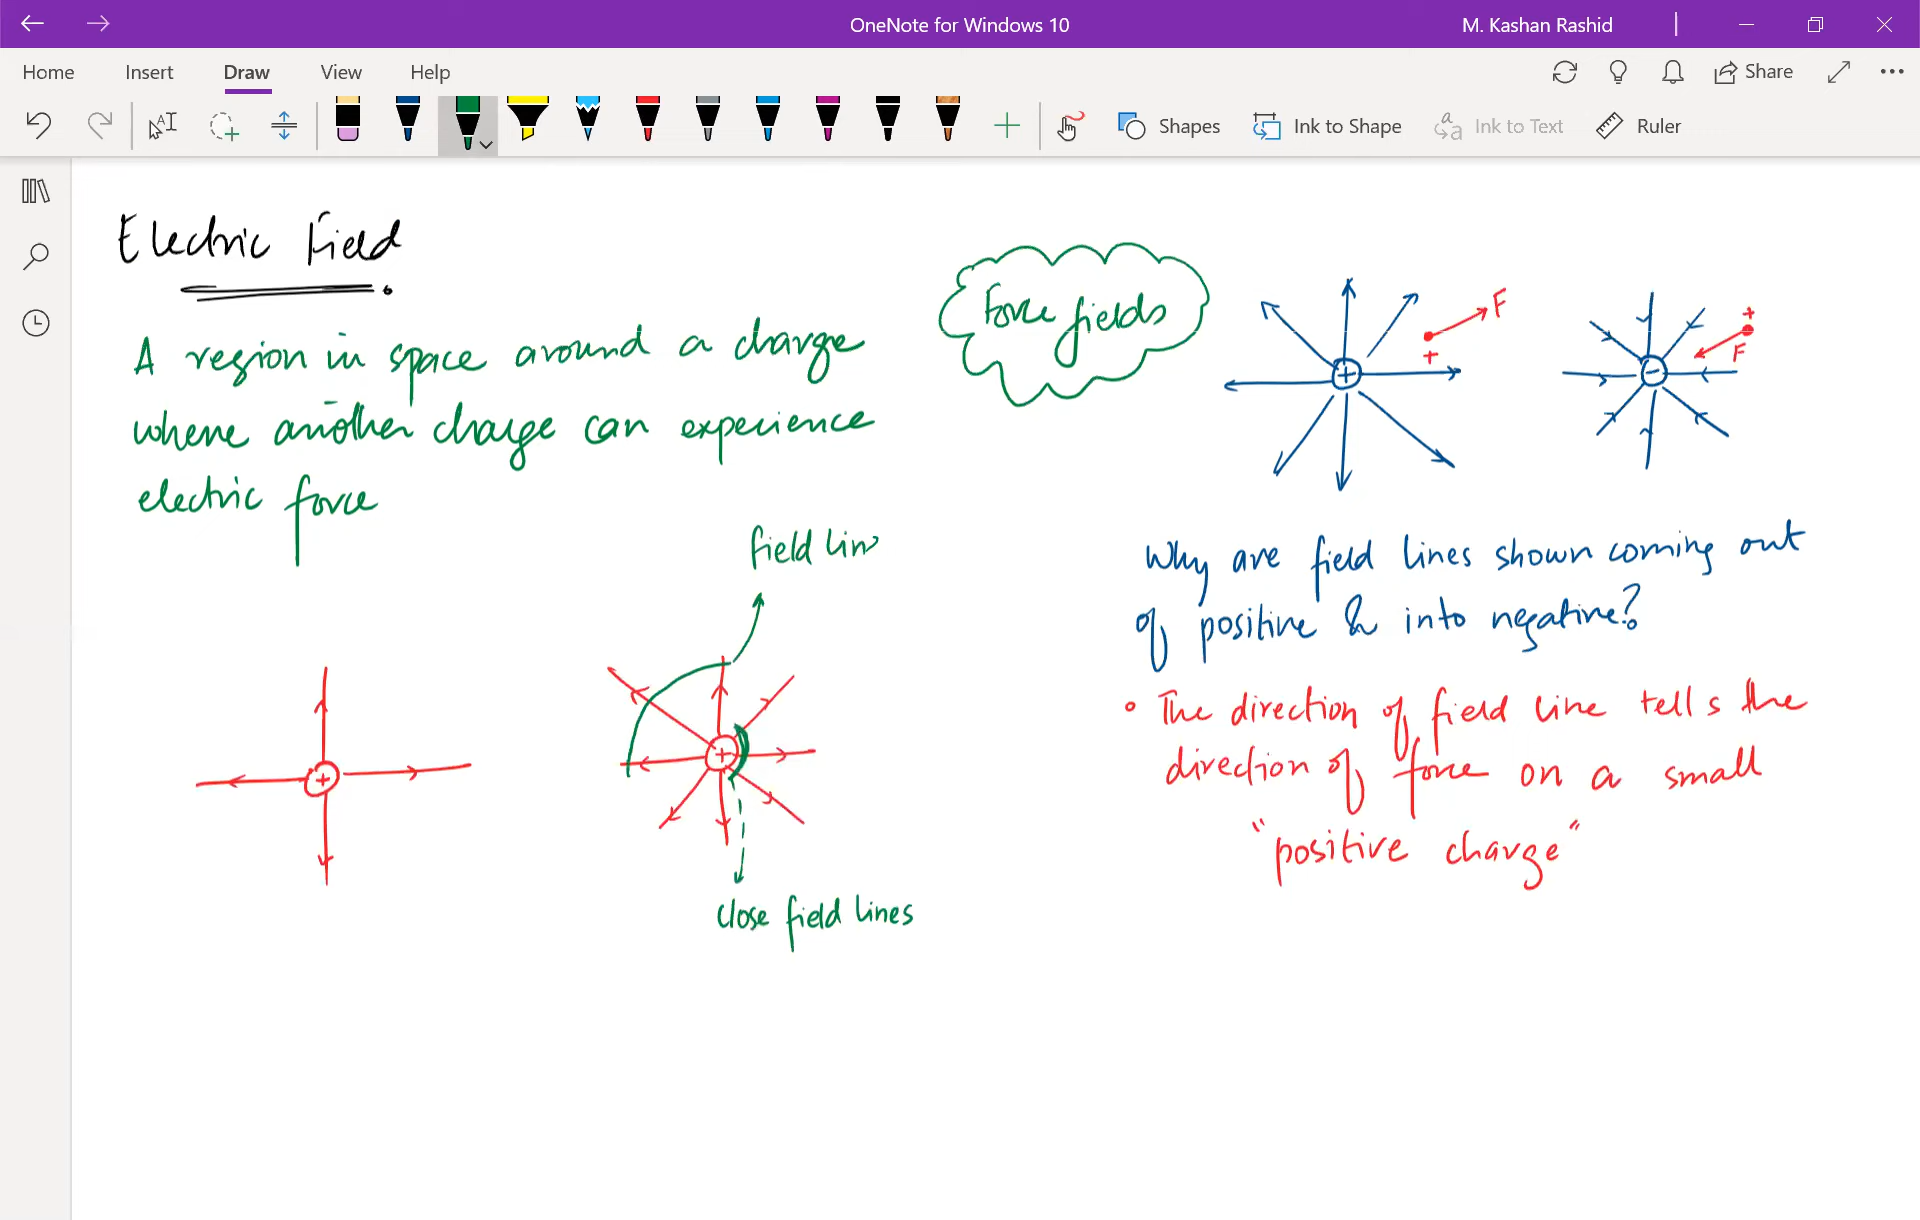 OneNote for Windows 10
M. Kashan Rashid
Home Insert Draw View Help
Share
Shapes Ink to Shape Ink to Text Ruler
Electric Field
A region in space around a charge
where another charge can experience
electric force
Force fields
+
F
+
-
+
F
field lin
Why are field lines shown coming out
of positive & into negative?
• The direction of field line tells the
direction of force on a small
"positive charge"
+
+
close field lines